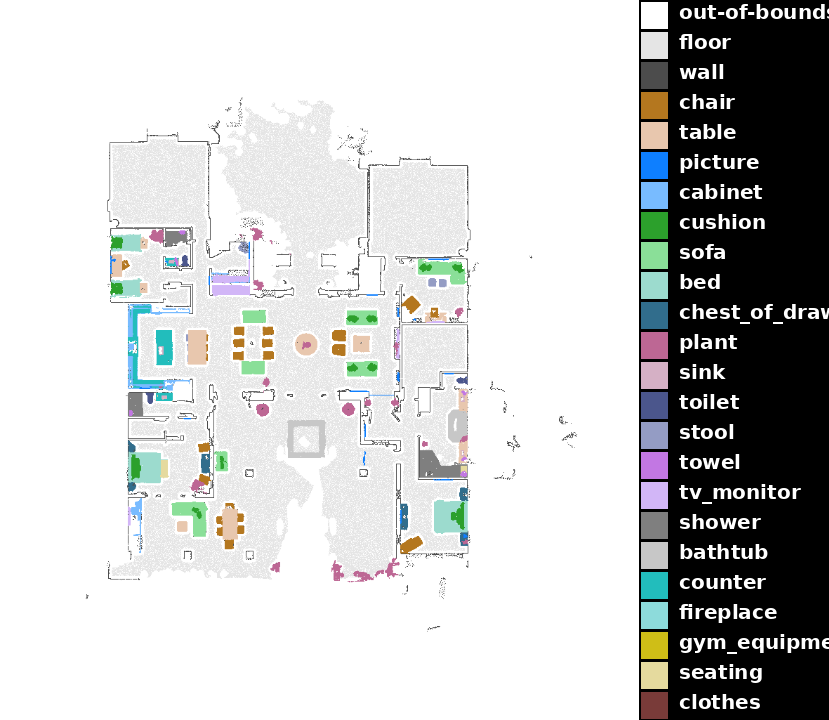 out-of-bounds
floor
wall
chair
table
picture
cabinet
cushion
sofa
bed
chest_of_draw
plant
sink
toilet
stool
towel
tv_monitor
shower
bathtub
counter
fireplace
gym_equipme
seating
clothes